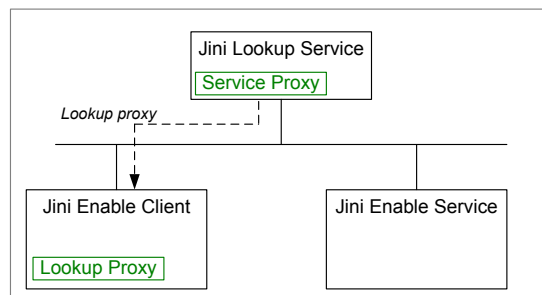 Jini Lookup Service
Service Proxy
Lookup proxy
Jini Enable Client
Jini Enable Service
Lookup Proxy